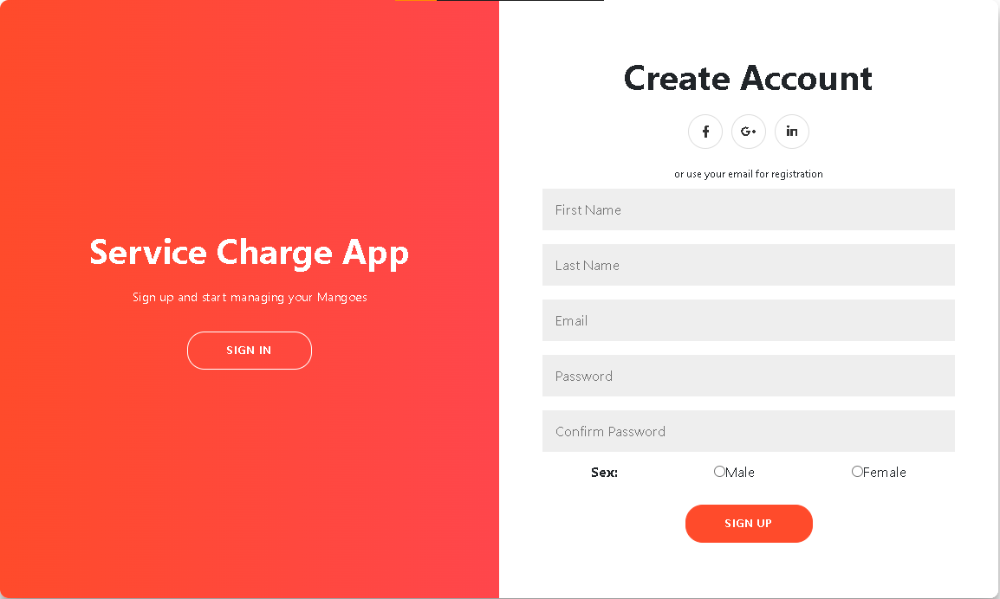 Service Charge App
Sign up and start managing your Mangoes
SIGN IN
Create Account
f G+ in
or use your email for registration
First Name
Last Name
Email
Password
Confirm Password
Sex: Male Female
SIGN UP